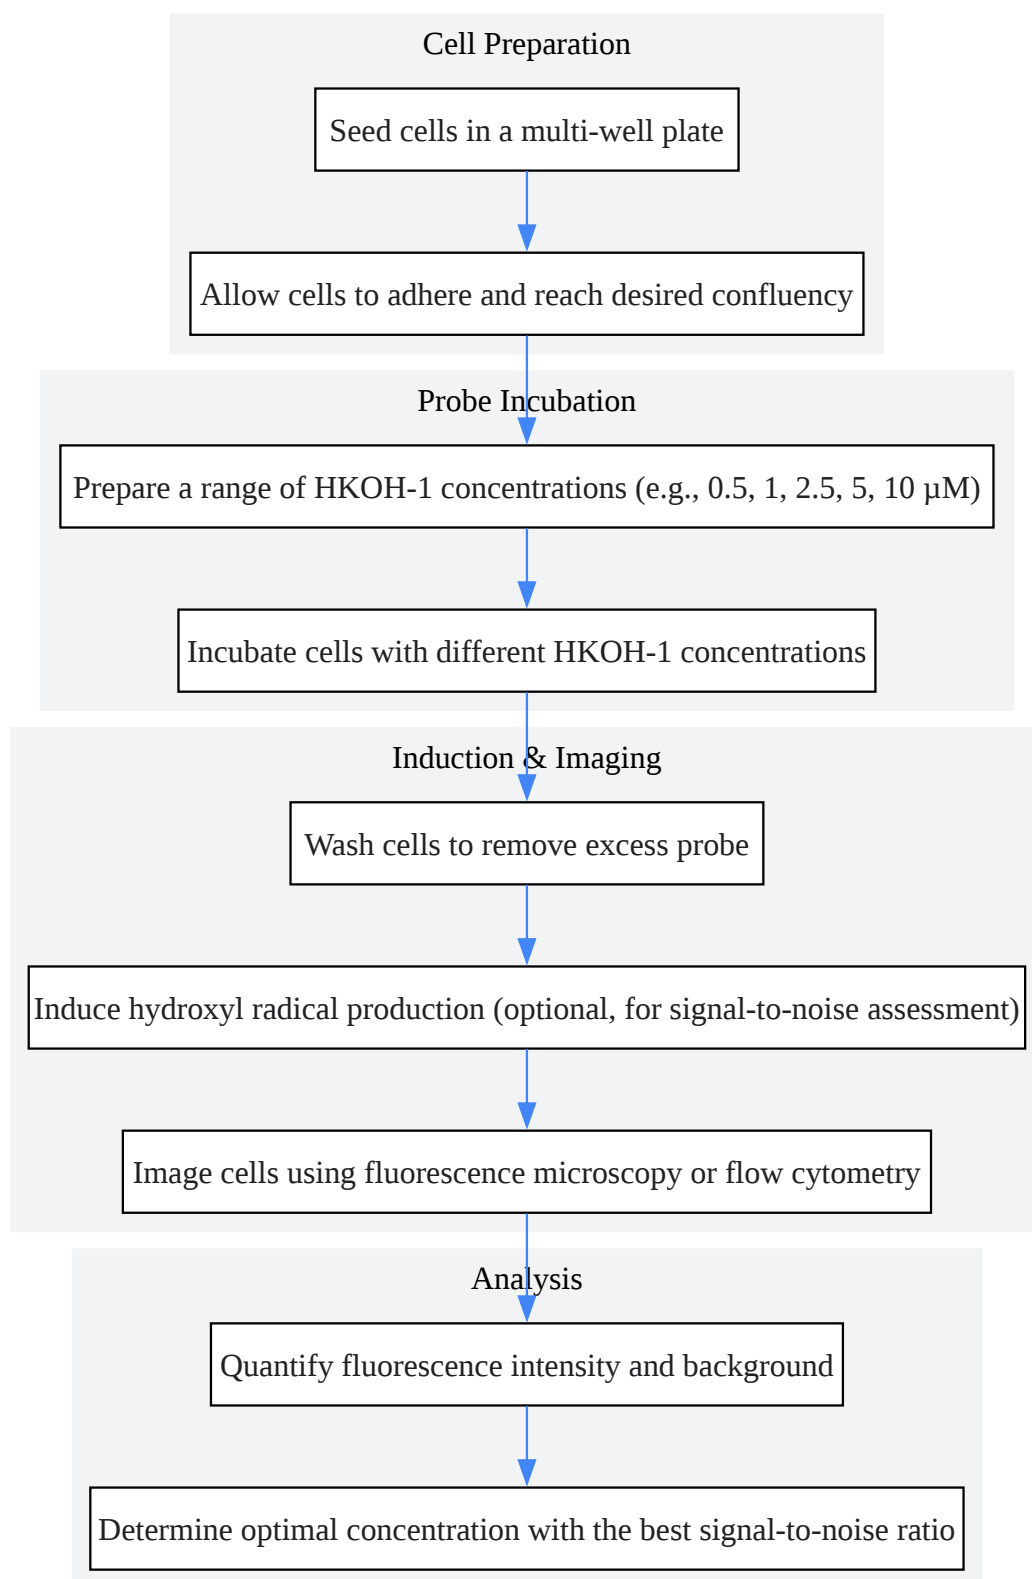 Cell Preparation
Seed cells in a multi-well plate
Allow cells to adhere and reach desired confluency
Probe Incubation
Prepare a range of HKOH-1 concentrations (e.g., 0.5, 1, 2.5, 5, 10 µM)
Incubate cells with different HKOH-1 concentrations
Induction & Imaging
Wash cells to remove excess probe
Induce hydroxyl radical production (optional, for signal-to-noise assessment)
Image cells using fluorescence microscopy or flow cytometry
Analysis
Quantify fluorescence intensity and background
Determine optimal concentration with the best signal-to-noise ratio